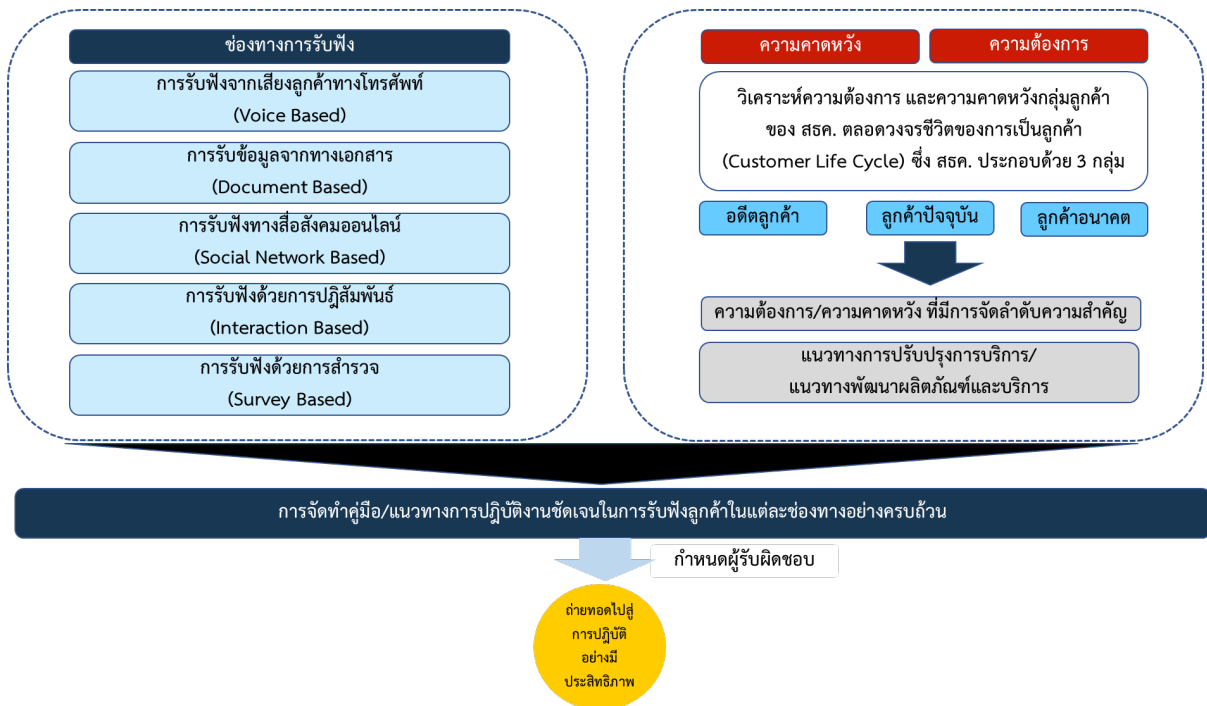 ช่องทางการรับฟัง
การรับฟังจากเสียงลูกค้าทางโทรศัพท์
(Voice Based)
การรับข้อมูลจากทางเอกสาร
(Document Based)
การรับฟังทางสื่อสังคมออนไลน์
(Social Network Based)
การรับฟังด้วยการปฎิสัมพันธ์
(Interaction Based)
การรับฟังด้วยการสำรวจ
(Survey Based)
ความคาดหวัง
ความต้องการ
วิเคราะห์ความต้องการ และความคาดหวังกลุ่มลูกค้า
ของ สธค. ตลอดวงจรชีวิตของการเป็นลูกค้า
(Customer Life Cycle) ซึ่ง สธค. ประกอบด้วย 3 กลุ่ม
อดีตลูกค้า
ลูกค้าปัจจุบัน
ลูกค้าอนาคต
ความต้องการ/ความคาดหวัง ที่มีการจัดลำดับความสำคัญ
แนวทางการปรับปรุงการบริการ/
แนวทางพัฒนาผลิตภัณฑ์และบริการ
การจัดทำคู่มือ/แนวทางการปฎิบัติงานชัดเจนในการรับฟังลูกค้าในแต่ละช่องทางอย่างครบถ้วน
กำหนดผู้รับผิดชอบ
ถ่ายทอดไปสู่
การปฎิบัติ
อย่างมี
ประสิทธิภาพ